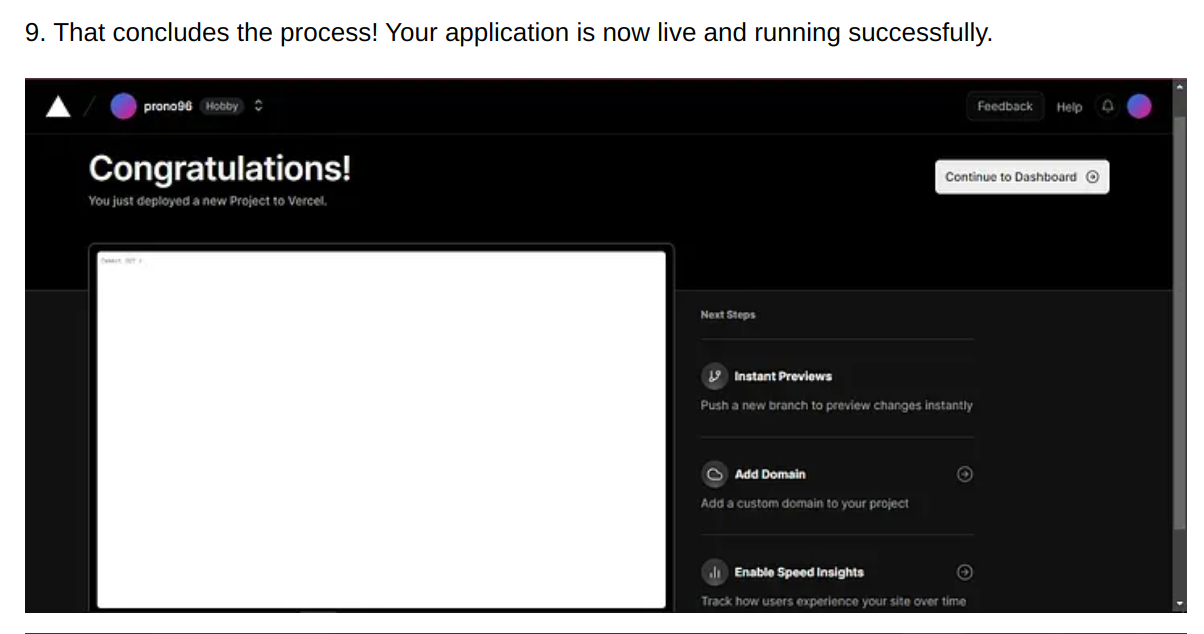 9. That concludes the process! Your application is now live and running successfully.
prono96 Hobby
Feedback Help
Congratulations!
Continue to Dashboard
You just deployed a new Project to Vercel.
Next Steps
Instant Previews
Push a new branch to preview changes instantly
Add Domain
Add a custom domain to your project
Enable Speed Insights
Track how users experience your site over time